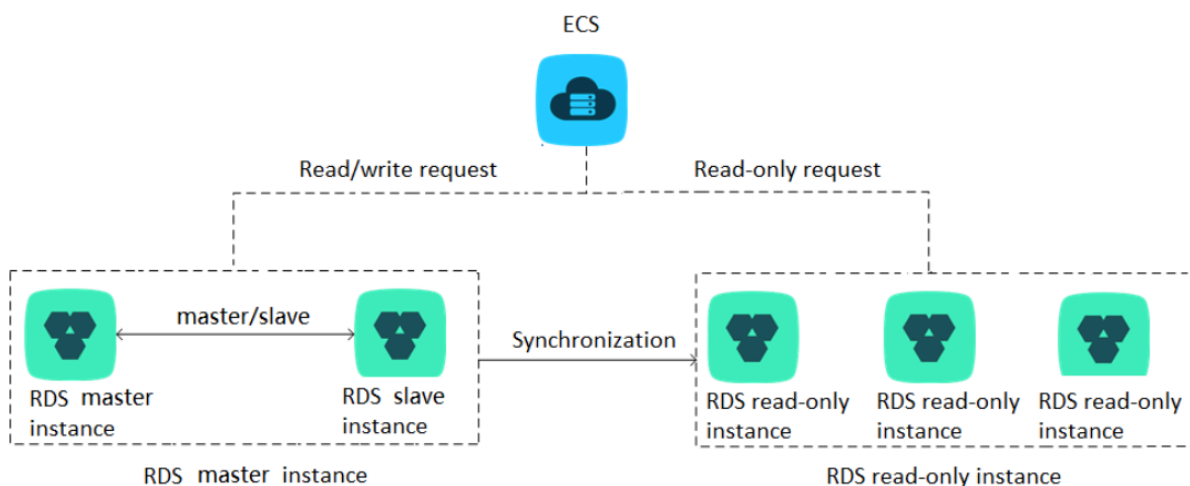 ECS
Read/write request
Read-only request
master/slave
Synchronization
RDS master
instance
RDS slave
instance
RDS read-only
instance
RDS read-only
instance
RDS read-only
instance
RDS master instance
RDS read-only instance